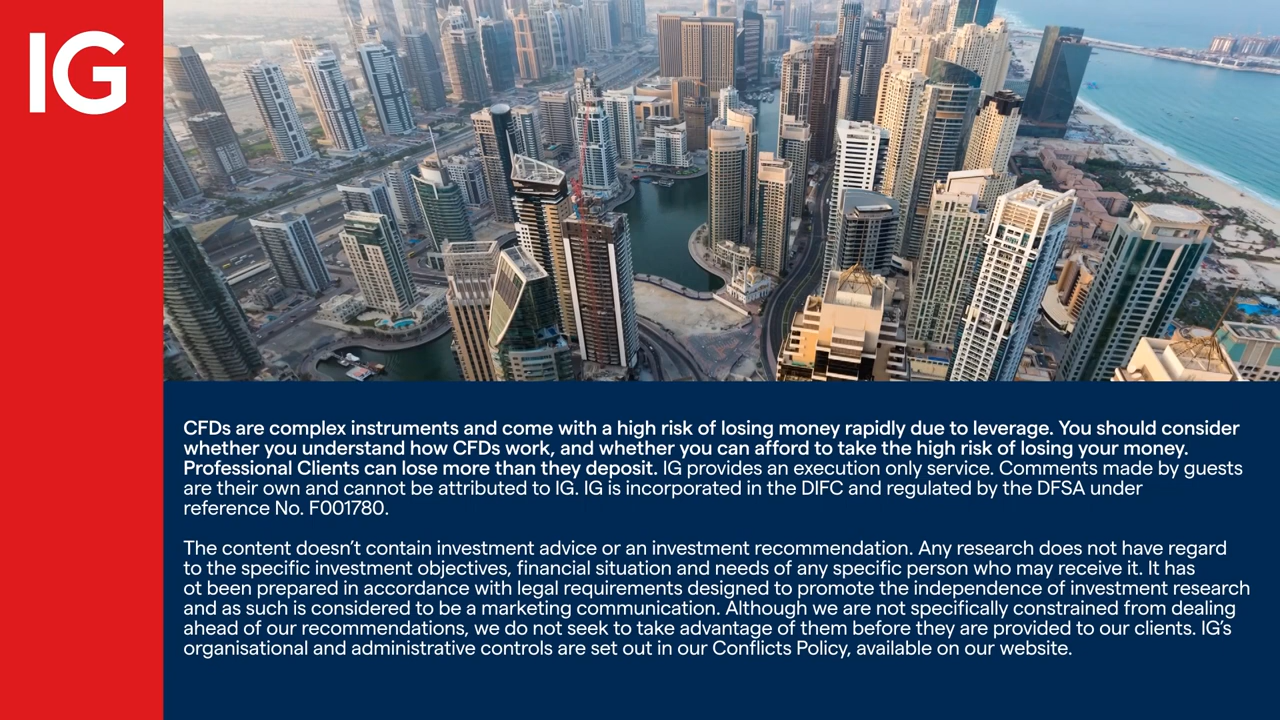 IG
CFDs are complex instruments and come with a high risk of losing money rapidly due to leverage. You should consider
whether you understand how CFDs work, and whether you can afford to take the high risk of losing your money.
Professional Clients can lose more than they deposit. IG provides an execution only service. Comments made by guests
are their own and cannot be attributed to IG. IG is incorporated in the DIFC and regulated by the DFSA under
reference No. F001780.
The content doesn’t contain investment advice or an investment recommendation. Any research does not have regard
to the specific investment objectives, financial situation and needs of any specific person who may receive it. It has
ot been prepared in accordance with legal requirements designed to promote the independence of investment research
and as such is considered to be a marketing communication. Although we are not specifically constrained from dealing
ahead of our recommendations, we do not seek to take advantage of them before they are provided to our clients. IG’s
organisational and administrative controls are set out in our Conflicts Policy, available on our website.